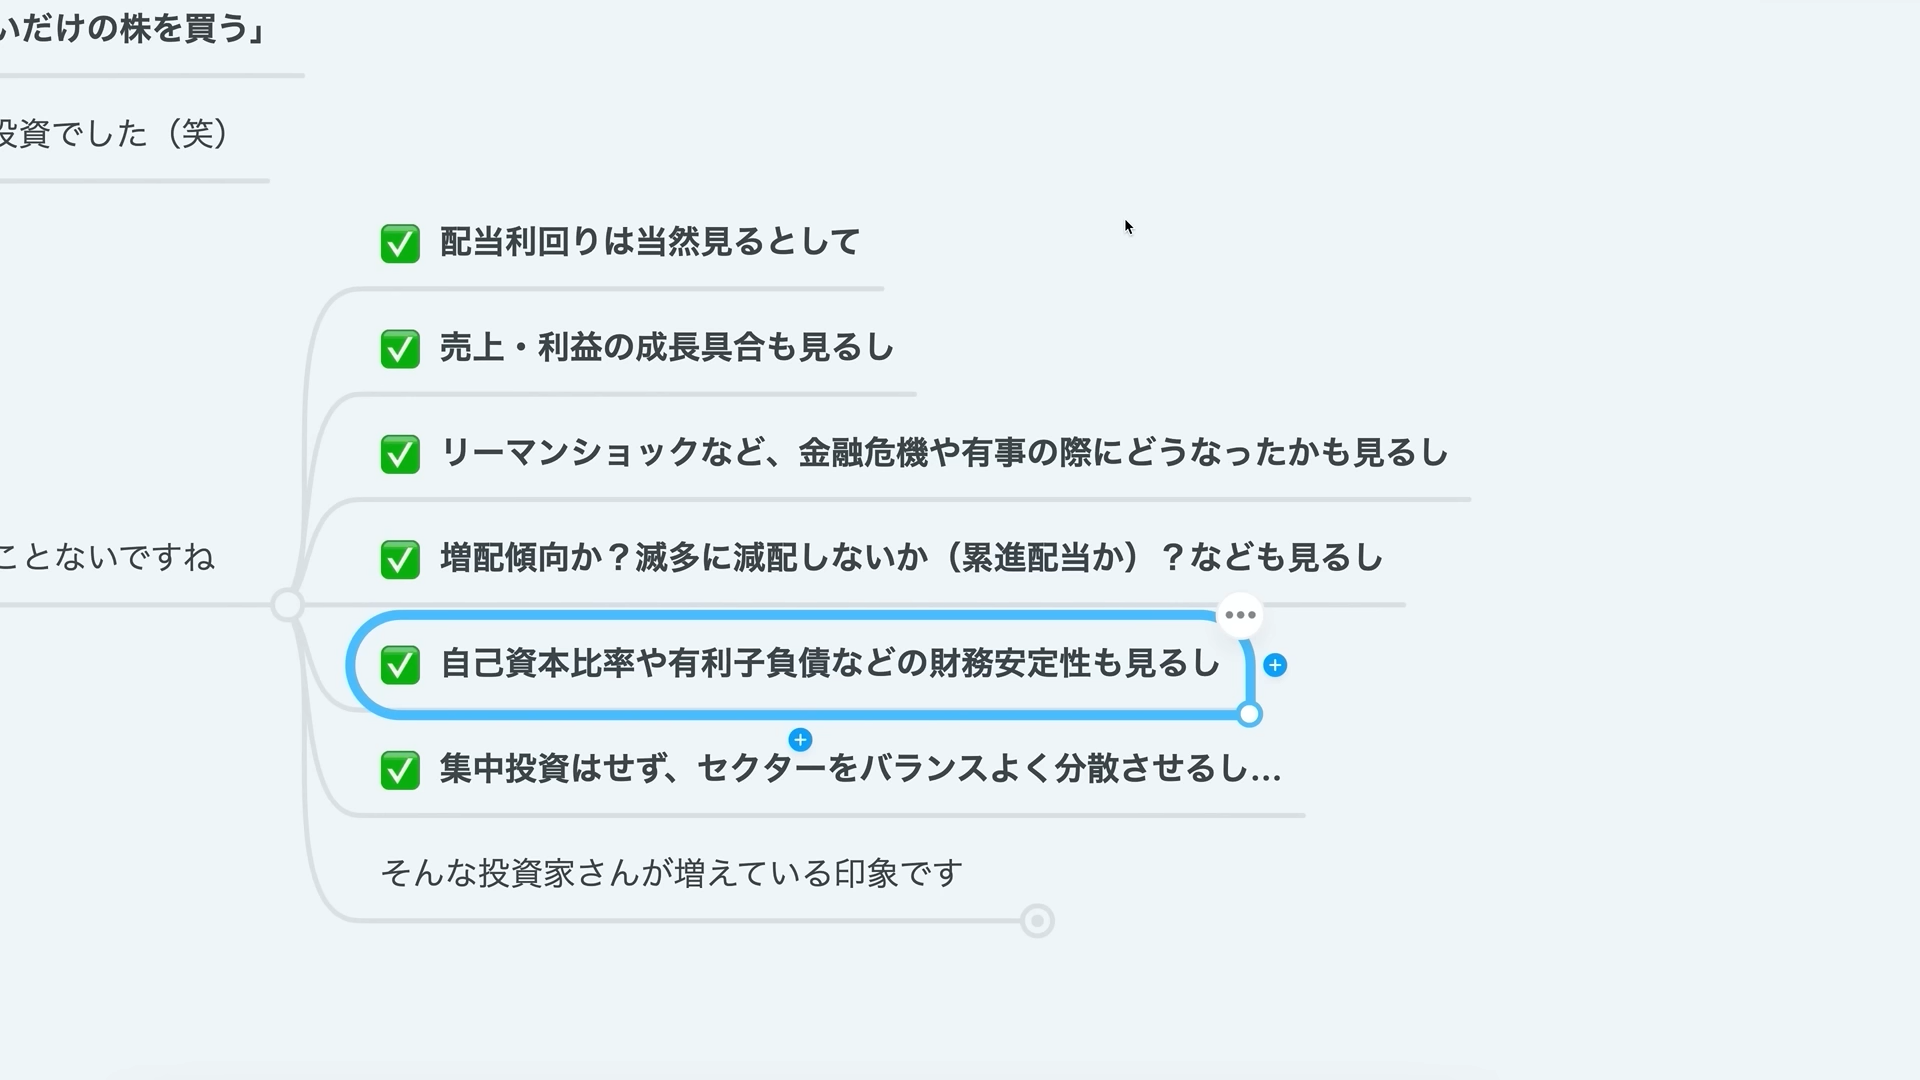 いだけの株を買う」
投資でした（笑）
✅ 配当利回りは当然見るとして
✅ 売上・利益の成長具合も見るし
✅ リーマンショックなど、金融危機や有事の際にどうなったかも見るし
ことないですね
✅ 増配傾向か？滅多に減配しないか（累進配当か）？なども見るし
✅ 自己資本比率や有利子負債などの財務安定性も見るし
✅ 集中投資はせず、セクターをバランスよく分散させるし…
そんな投資家さんが増えている印象です